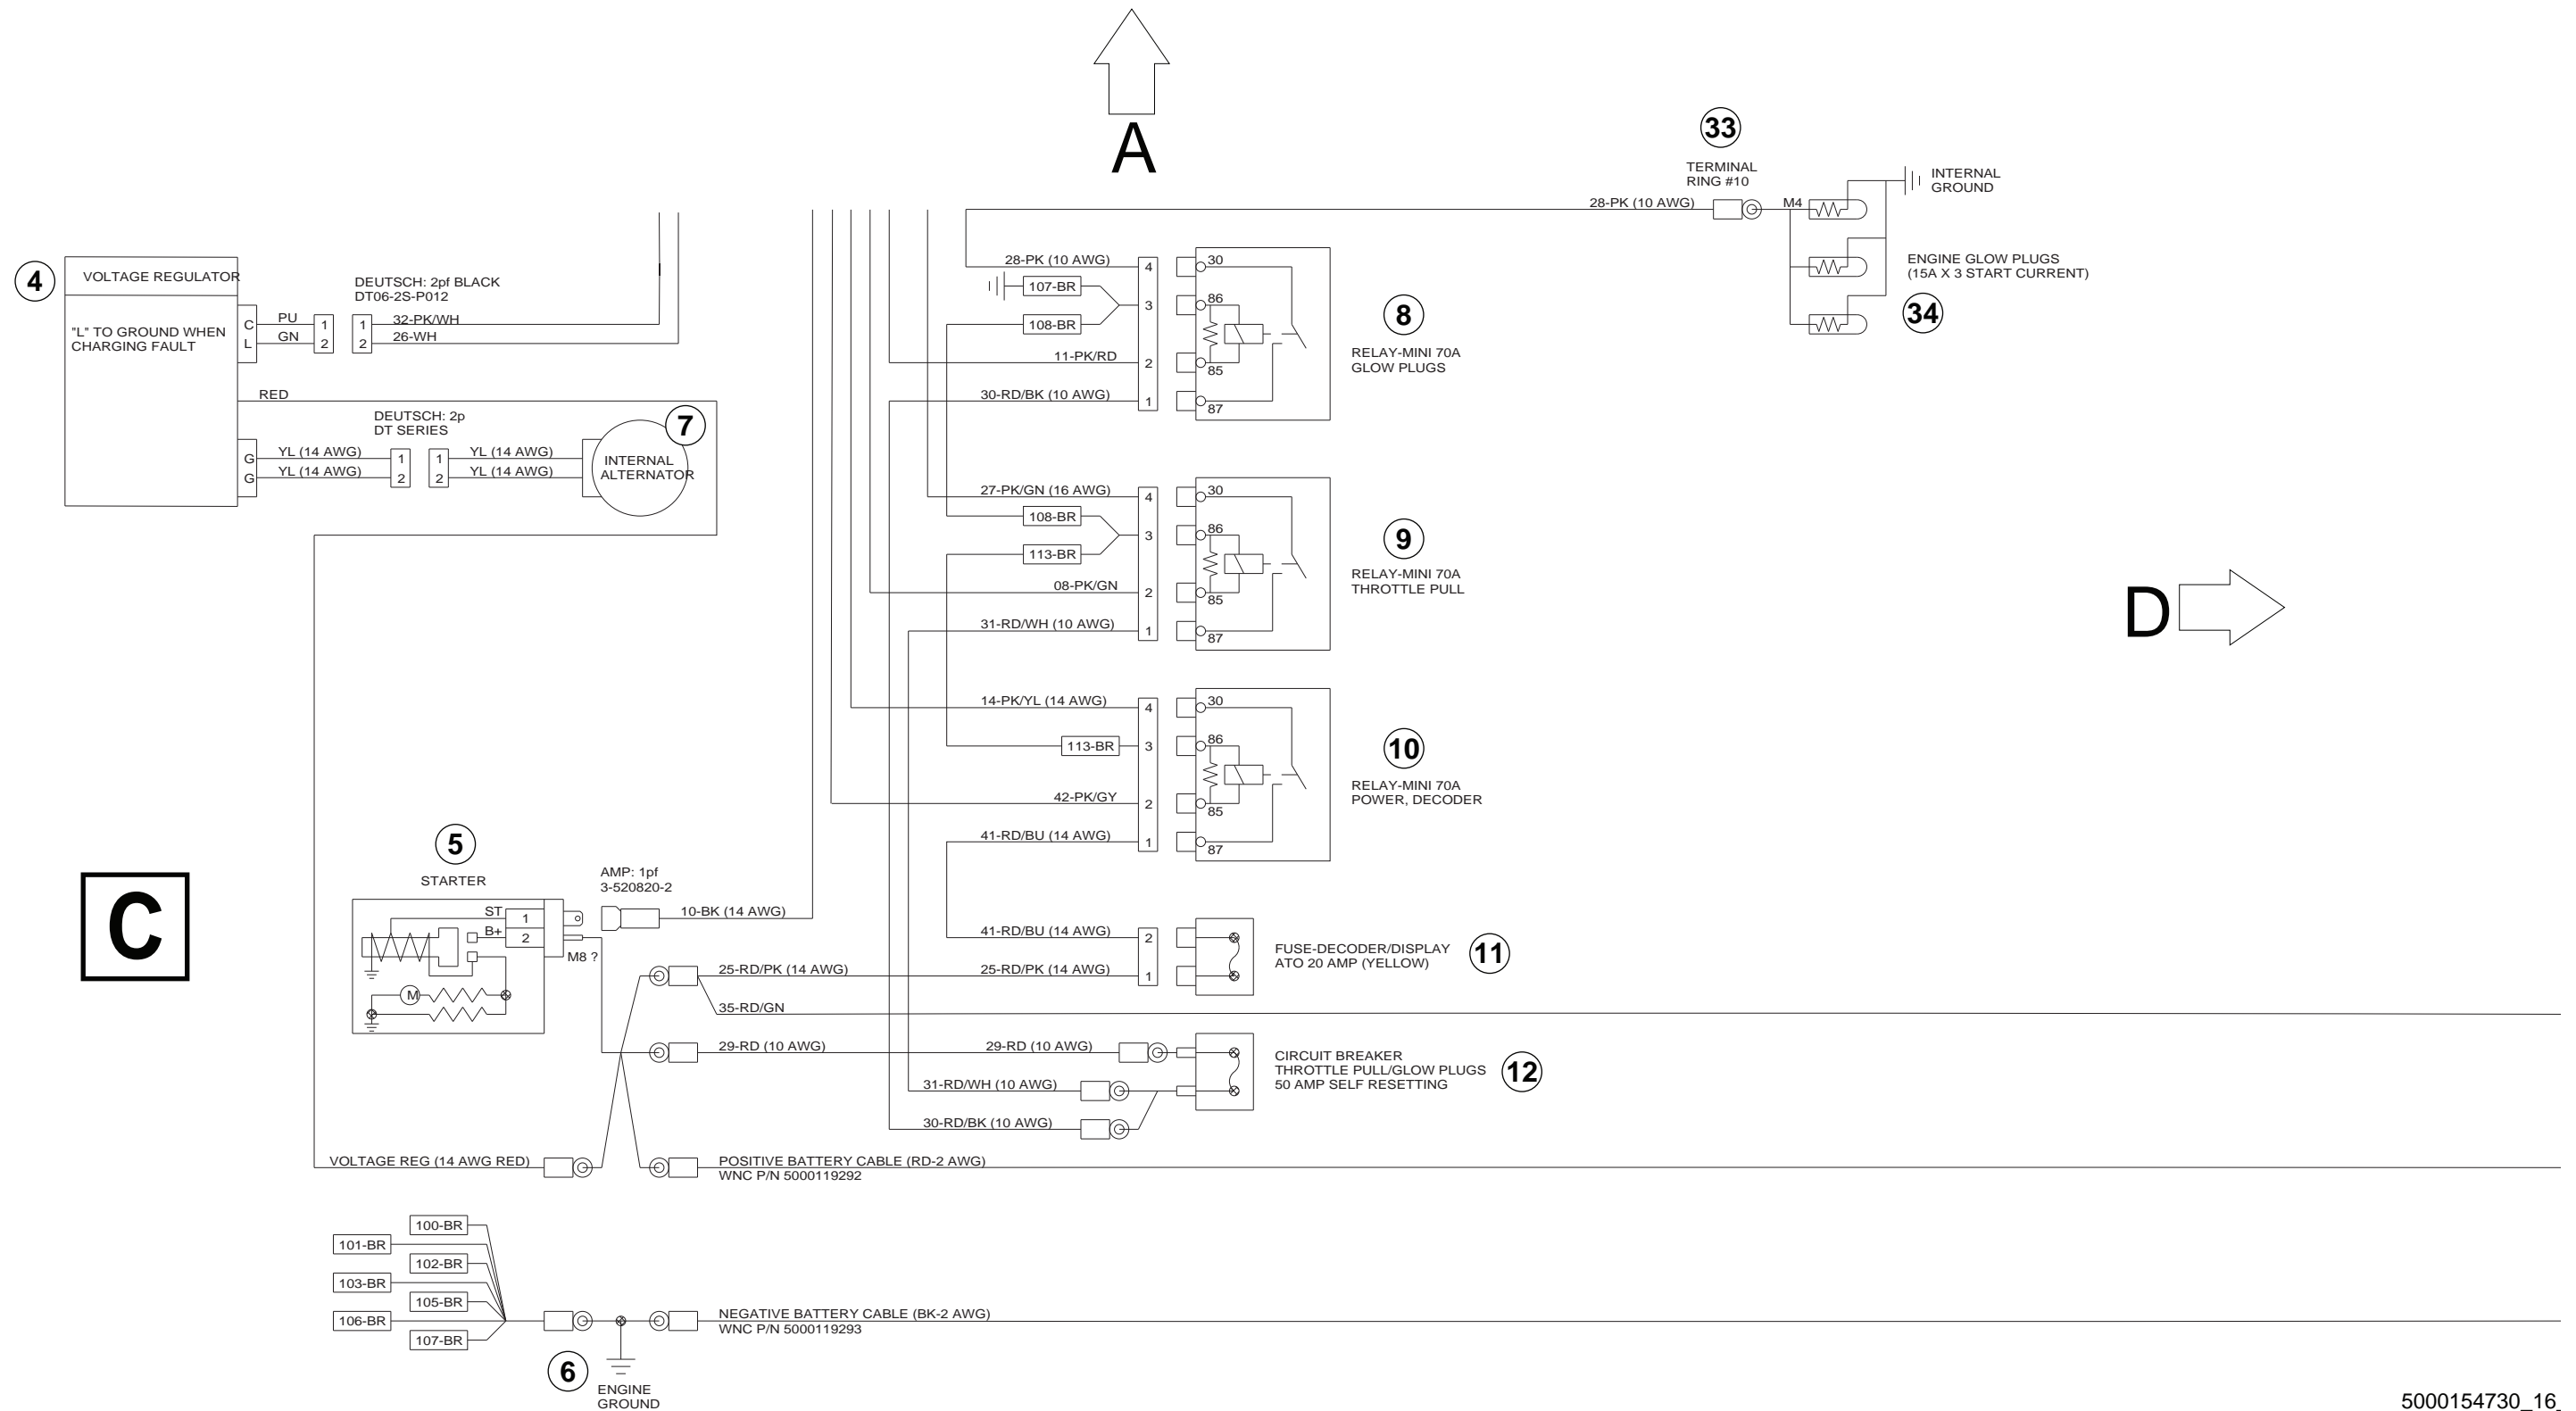 A
33
TERMINAL
RING #10
28-PK (10 AWG)
M4
INTERNAL
GROUND
ENGINE GLOW PLUGS
(15A X 3 START CURRENT)
34
4
VOLTAGE REGULATOR
"L" TO GROUND WHEN
CHARGING FAULT
C
L
PU
GN
1
2
DEUTSCH: 2pf BLACK
DT06-2S-P012
1
2
32-PK/WH
26-WH
RED
DEUTSCH: 2p
DT SERIES
G
G
YL (14 AWG)
YL (14 AWG)
1
2
1
2
YL (14 AWG)
YL (14 AWG)
INTERNAL
ALTERNATOR
7
28-PK (10 AWG)
107-BR
108-BR
11-PK/RD
30-RD/BK (10 AWG)
4
3
2
1
30
86
85
87
8
RELAY-MINI 70A
GLOW PLUGS
27-PK/GN (16 AWG)
108-BR
113-BR
08-PK/GN
31-RD/WH (10 AWG)
4
3
2
1
30
86
85
87
9
RELAY-MINI 70A
THROTTLE PULL
D
14-PK/YL (14 AWG)
113-BR
42-PK/GY
41-RD/BU (14 AWG)
4
3
2
1
30
86
85
87
10
RELAY-MINI 70A
POWER, DECODER
C
5
STARTER
ST
B+
1
2
M8 ?
M
AMP: 1pf
3-520820-2
10-BK (14 AWG)
41-RD/BU (14 AWG)
2
25-RD/PK (14 AWG)
25-RD/PK (14 AWG)
1
FUSE-DECODER/DISPLAY
ATO 20 AMP (YELLOW)
11
35-RD/GN
29-RD (10 AWG)
29-RD (10 AWG)
31-RD/WH (10 AWG)
30-RD/BK (10 AWG)
CIRCUIT BREAKER
THROTTLE PULL/GLOW PLUGS
50 AMP SELF RESETTING
12
VOLTAGE REG (14 AWG RED)
POSITIVE BATTERY CABLE (RD-2 AWG)
WNC P/N 5000119292
100-BR
101-BR
102-BR
103-BR
105-BR
106-BR
107-BR
NEGATIVE BATTERY CABLE (BK-2 AWG)
WNC P/N 5000119293
6
ENGINE
GROUND
5000154730_16_